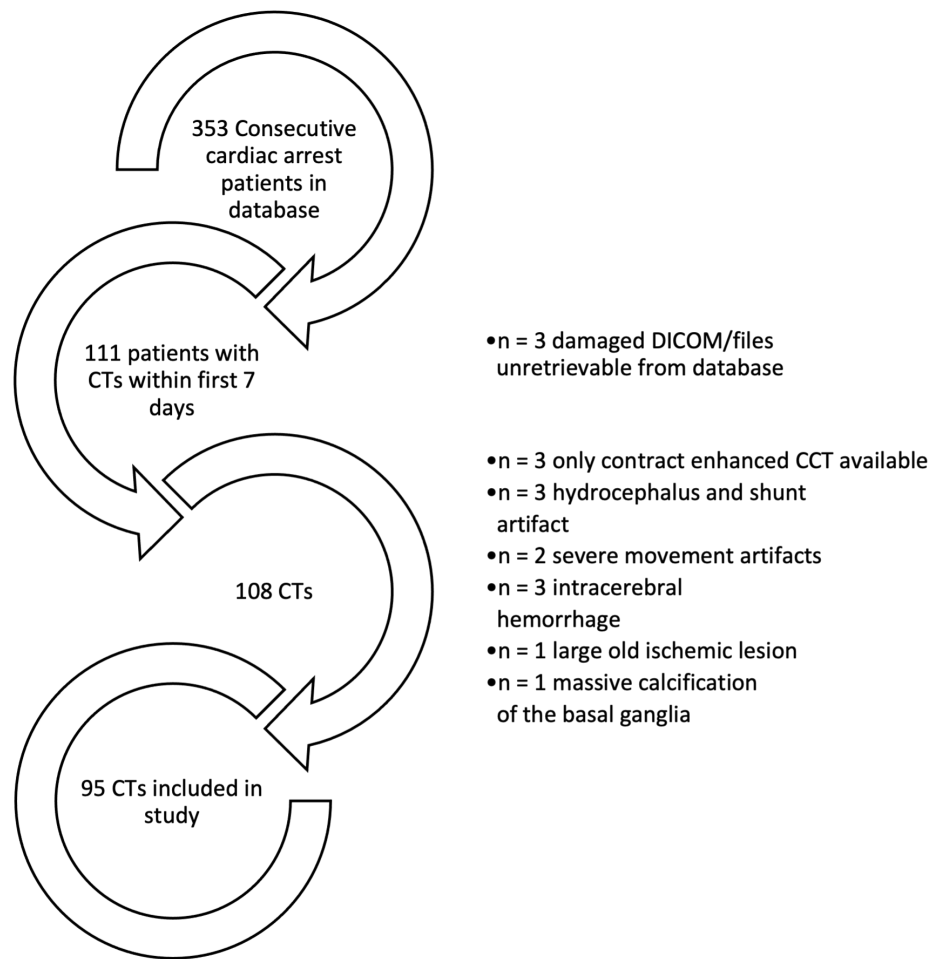 353 Consecutive
cardiac arrest
patients in
database
111 patients with
CTs within first 7
days
•n = 3 damaged DICOM/files
unretrievable from database
108 CTs
•n = 3 only contract enhanced CCT available
•n = 3 hydrocephalus and shunt
artifact
•n = 2 severe movement artifacts
•n = 3 intracerebral
hemorrhage
•n = 1 large old ischemic lesion
•n = 1 massive calcification
of the basal ganglia
95 CTs included in
study